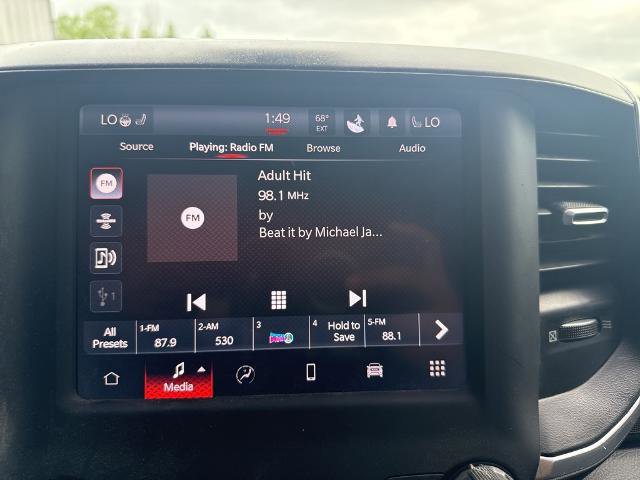 LO 1:49 68° EXT LO
Source Playing: Radio FM Browse Audio
FM
Adult Hit
98.1 MHz
FM
by
Beat it by Michael Ja...
1
All Presets
1-FM 87.9
2-AM 530
3
4 Hold to Save
5-FM 88.1
Media